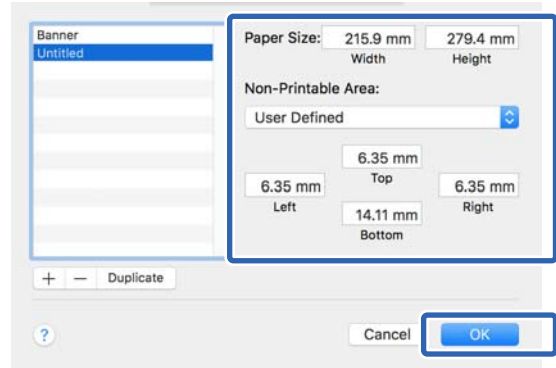 Banner
Untitled
Paper Size: 215.9 mm 279.4 mm
Width Height
Non-Printable Area:
User Defined
6.35 mm
Top
6.35 mm 6.35 mm
Left Right
14.11 mm
Bottom
+ − Duplicate
? Cancel OK